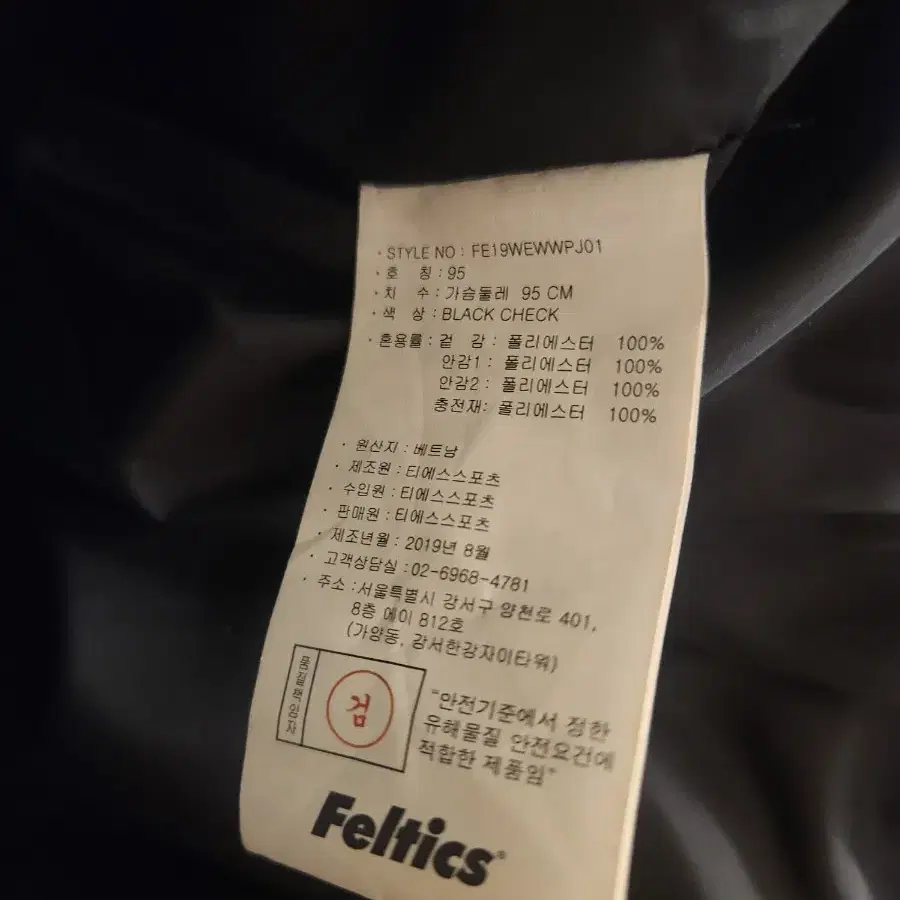 · STYLE NO : FE19WEWWPJ01
· 호 칭 : 95
· 치 수 : 가슴둘레 95 CM
· 색 상 : BLACK CHECK
· 혼용률 : 겉 감 : 폴리에스터 100%
안감1 : 폴리에스터 100%
안감2 : 폴리에스터 100%
충전재: 폴리에스터 100%
· 원산지 : 베트남
· 제조원 : 티에스스포츠
· 수입원 : 티에스스포츠
· 판매원 : 티에스스포츠
· 제조년월 : 2019년 8월
· 고객상담실 : 02-6968-4781
· 주소 : 서울특별시 강서구 양천로 401,
8층 에이 812호
(가양동, 강서한강자이타워)
품질책임자
검
"안전기준에서 정한
유해물질 안전요건에
적합한 제품임"
Feltics